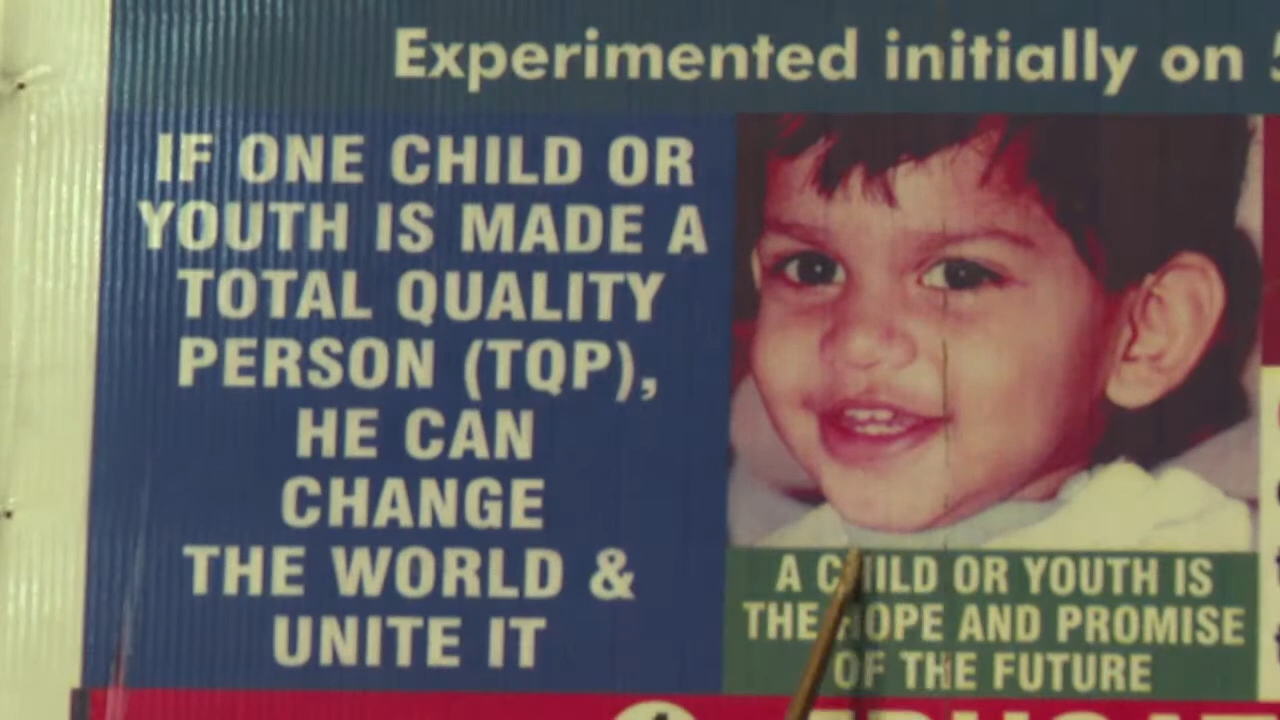 Experimented initially on
IF ONE CHILD OR
YOUTH IS MADE A
TOTAL QUALITY
PERSON (TQP),
HE CAN
CHANGE
THE WORLD &
UNITE IT
A CHILD OR YOUTH IS
THE HOPE AND PROMISE
OF THE FUTURE